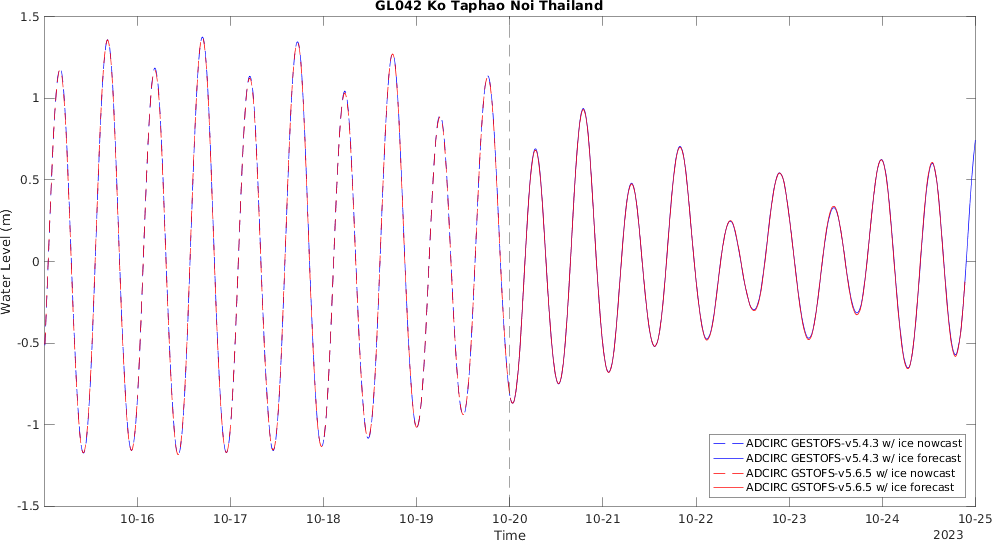 GL042 Ko Taphao Noi Thailand
1.5
1
0.5
0
-0.5
-1
-1.5
Water Level (m)
10-16
10-17
10-18
10-19
10-20
10-21
10-22
10-23
10-24
10-25
Time
2023
ADCIRC GESTOFS-v5.4.3 w/ ice nowcast
ADCIRC GESTOFS-v5.4.3 w/ ice forecast
ADCIRC GSTOFS-v5.6.5 w/ ice nowcast
ADCIRC GSTOFS-v5.6.5 w/ ice forecast